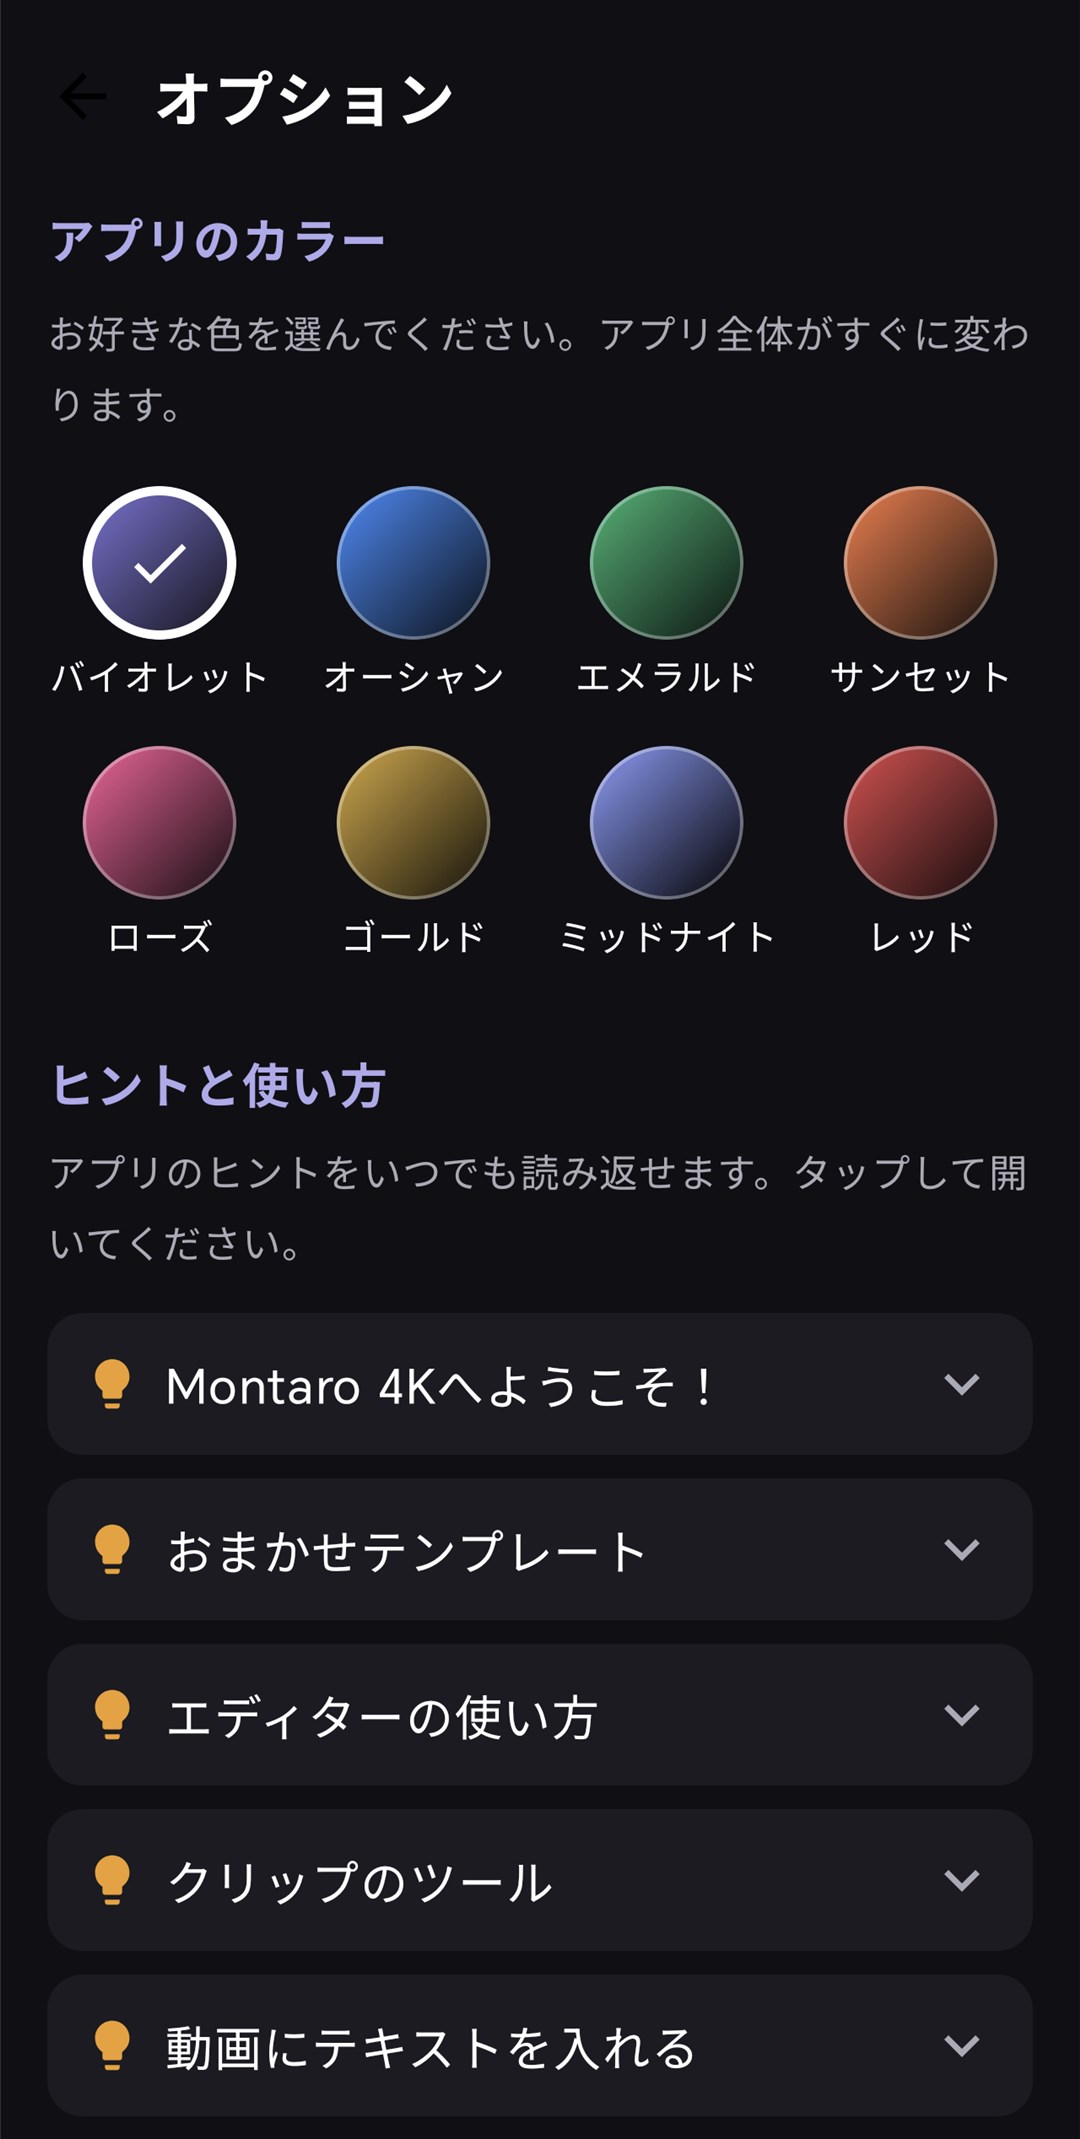 オプション
アプリのカラー
お好きな色を選んでください。アプリ全体がすぐに変わ
ります。
バイオレット オーシャン エメラルド サンセット
ローズ ゴールド ミッドナイト レッド
ヒントと使い方
アプリのヒントをいつでも読み返せます。タップして開
いてください。
Montaro 4Kへようこそ！
おまかせテンプレート
エディターの使い方
クリップのツール
動画にテキストを入れる